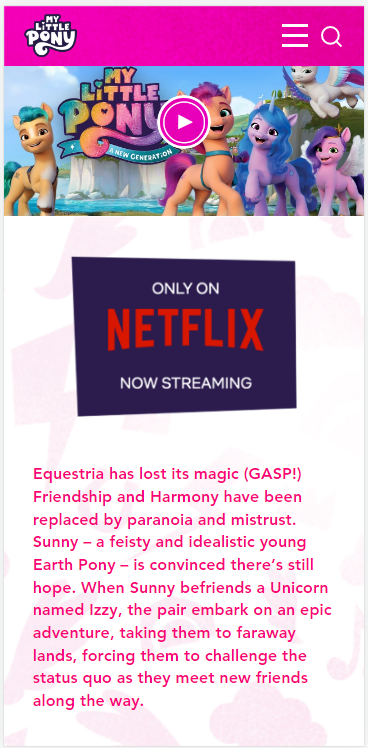 MY
LITTLE
PONY
MY
LITTLE
PONY
A NEW GENERATION
ONLY ON
NETFLIX
NOW STREAMING
Equestria has lost its magic (GASP!)
Friendship and Harmony have been
replaced by paranoia and mistrust.
Sunny – a feisty and idealistic young
Earth Pony – is convinced there’s still
hope. When Sunny befriends a Unicorn
named Izzy, the pair embark on an epic
adventure, taking them to faraway
lands, forcing them to challenge the
status quo as they meet new friends
along the way.